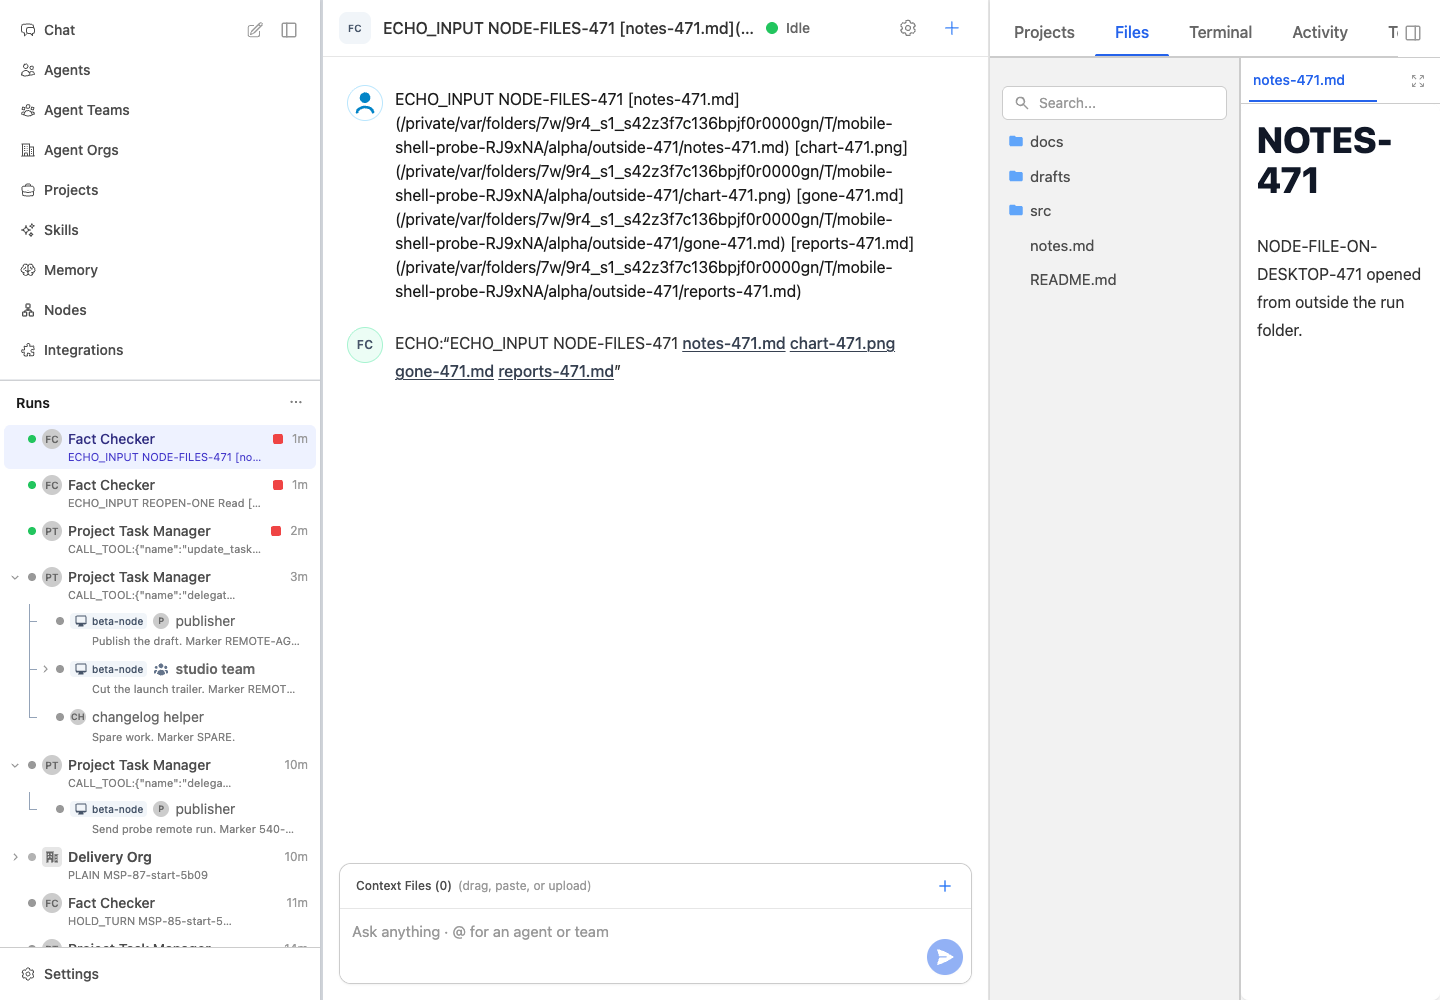 Chat
Agents
Agent Teams
Agent Orgs
Projects
Skills
Memory
Nodes
Integrations
Runs
FC Fact Checker 1m
ECHO_INPUT NODE-FILES-471 [no...
FC Fact Checker 1m
ECHO_INPUT REOPEN-ONE Read [...
PT Project Task Manager 2m
CALL_TOOL:{"name":"update_task...
PT Project Task Manager 3m
CALL_TOOL:{"name":"delegat...
beta-node P publisher
Publish the draft. Marker REMOTE-AG...
beta-node studio team
Cut the launch trailer. Marker REMOT...
CH changelog helper
Spare work. Marker SPARE.
PT Project Task Manager 10m
CALL_TOOL:{"name":"delega...
beta-node P publisher
Send probe remote run. Marker 540-...
Delivery Org 10m
PLAIN MSP-87-start-5b09
FC Fact Checker 11m
HOLD_TURN MSP-85-start-5...
Settings
FC ECHO_INPUT NODE-FILES-471 [notes-471.md](... Idle
ECHO_INPUT NODE-FILES-471 [notes-471.md]
(/private/var/folders/7w/9r4_s1_s42z3f7c136bpjf0r0000gn/T/mobile-
shell-probe-RJ9xNA/alpha/outside-471/notes-471.md) [chart-471.png]
(/private/var/folders/7w/9r4_s1_s42z3f7c136bpjf0r0000gn/T/mobile-
shell-probe-RJ9xNA/alpha/outside-471/chart-471.png) [gone-471.md]
(/private/var/folders/7w/9r4_s1_s42z3f7c136bpjf0r0000gn/T/mobile-
shell-probe-RJ9xNA/alpha/outside-471/gone-471.md) [reports-471.md]
(/private/var/folders/7w/9r4_s1_s42z3f7c136bpjf0r0000gn/T/mobile-
shell-probe-RJ9xNA/alpha/outside-471/reports-471.md)
FC ECHO:“ECHO_INPUT NODE-FILES-471 notes-471.md chart-471.png
gone-471.md reports-471.md”
Context Files (0) (drag, paste, or upload)
Ask anything · @ for an agent or team
Projects Files Terminal Activity
Search...
docs
drafts
src
notes.md
README.md
notes-471.md
NOTES-
471
NODE-FILE-ON-
DESKTOP-471 opened
from outside the run
folder.